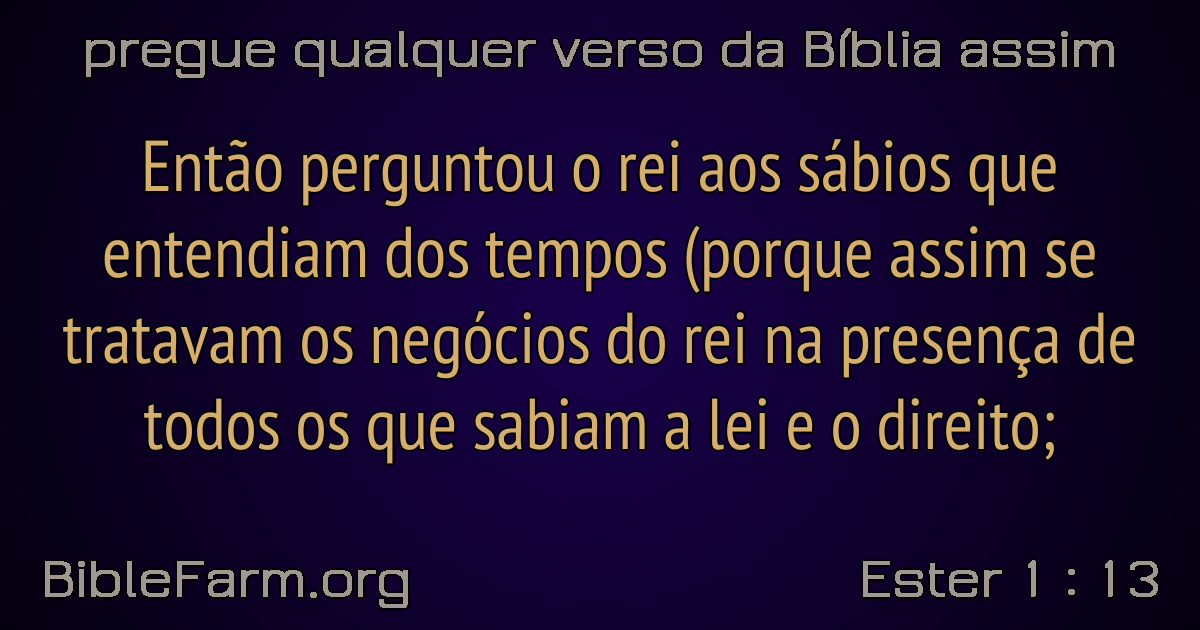 pregue qualquer verso da Bíblia assim
Então perguntou o rei aos sábios que
entendiam dos tempos (porque assim se
tratavam os negócios do rei na presença de
todos os que sabiam a lei e o direito;
BibleFarm.org
Ester 1 : 13